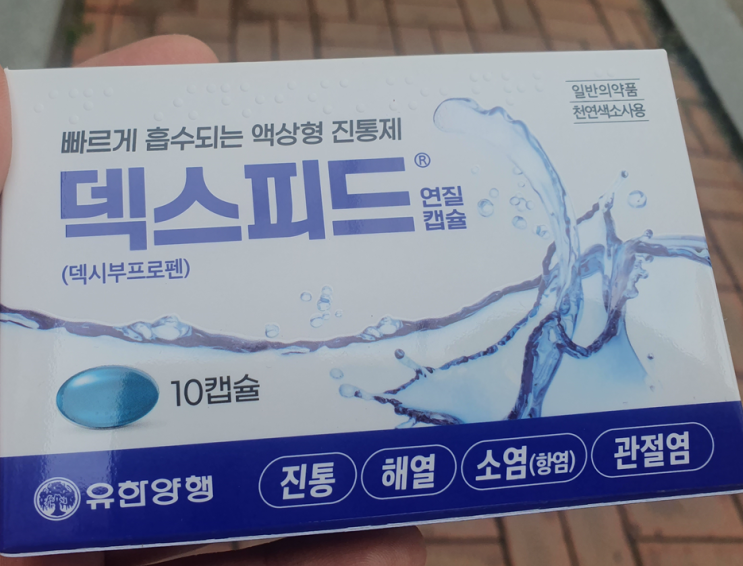 일반의약품
천연색소사용
빠르게 흡수되는 액상형 진통제
덱스피드® 연질
캡슐
(덱시부프로펜)
10캡슐
유한양행 진통 해열 소염(항염) 관절염